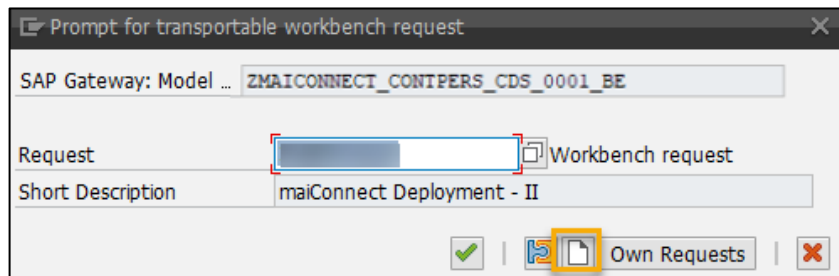 Prompt for transportable workbench request
SAP Gateway: Model ... ZMAICONNECT_CONTPERS_CDS_0001_BE
Request Workbench request
Short Description maiConnect Deployment - II
Own Requests